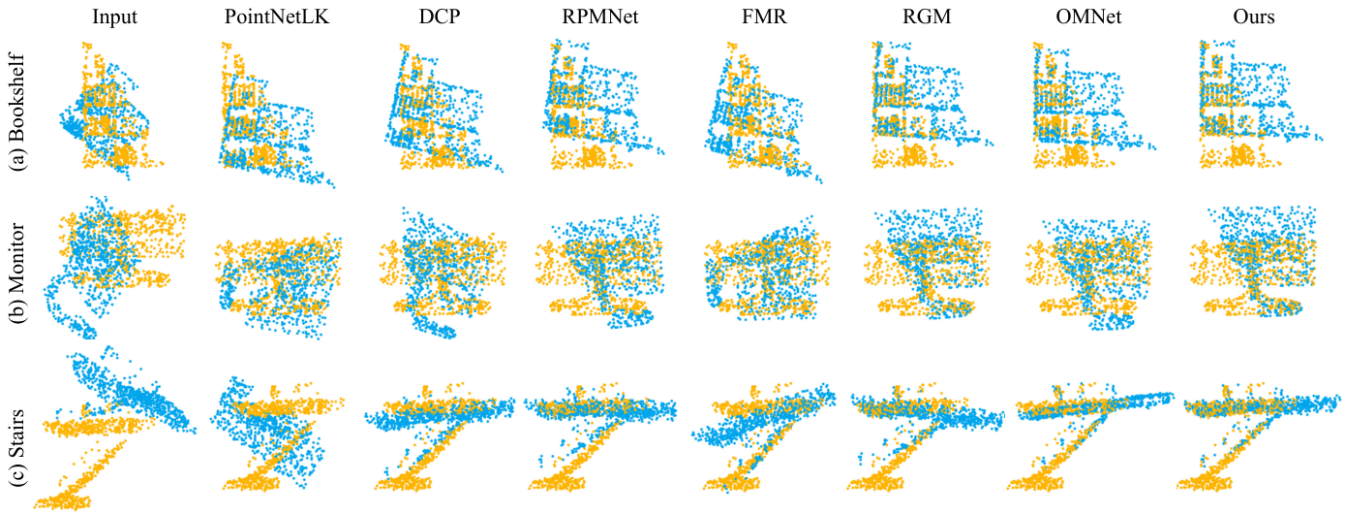 Input PointNetLK DCP RPMNet FMR RGM OMNet Ours
(a) Bookshelf
(b) Monitor
(c) Stairs